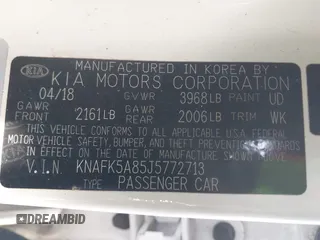 MANUFACTURED IN KOREA BY
KIA KIA MOTORS CORPORATION
04/18 GVWR 3968LB PAINT UD
GAWR FRONT 2161LB GAWR REAR 2006LB TRIM WK
THIS VEHICLE CONFORMS TO ALL APPLICABLE
FEDERAL MOTOR VEHICLE SAFETY, BUMPER,
AND THEFT PREVENTION STANDARDS IN EFFECT ON
THE DATE OF MANUFACTURE SHOWN ABOVE.
V.I.N. KNAFK5A85J5772713
TYPE PASSENGER CAR
DREAMBID